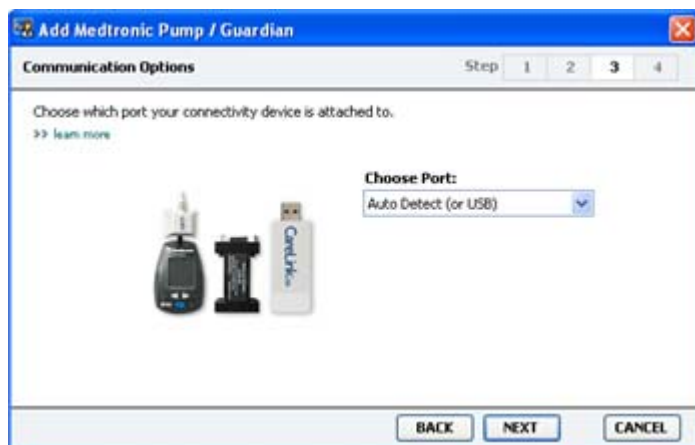 Add Medtronic Pump / Guardian
Communication Options
Step 1 2 3 4
Choose which port your connectivity device is attached to.
>> learn more
Choose Port:
Auto Detect (or USB)
CareLink
BACK NEXT CANCEL